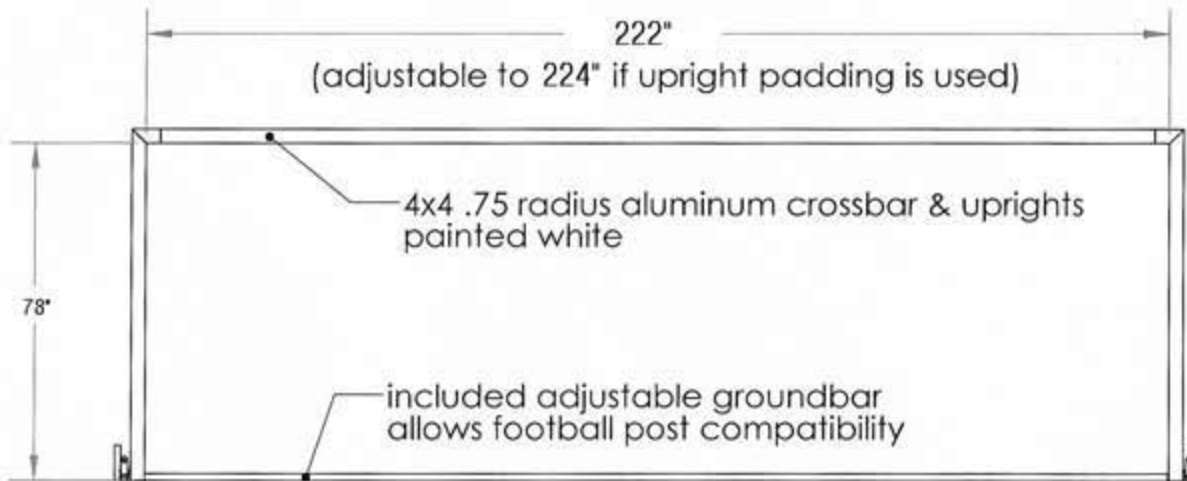 222"
(adjustable to 224" if upright padding is used)
4x4 .75 radius aluminum crossbar & uprights
painted white
78"
included adjustable groundbar
allows football post compatibility